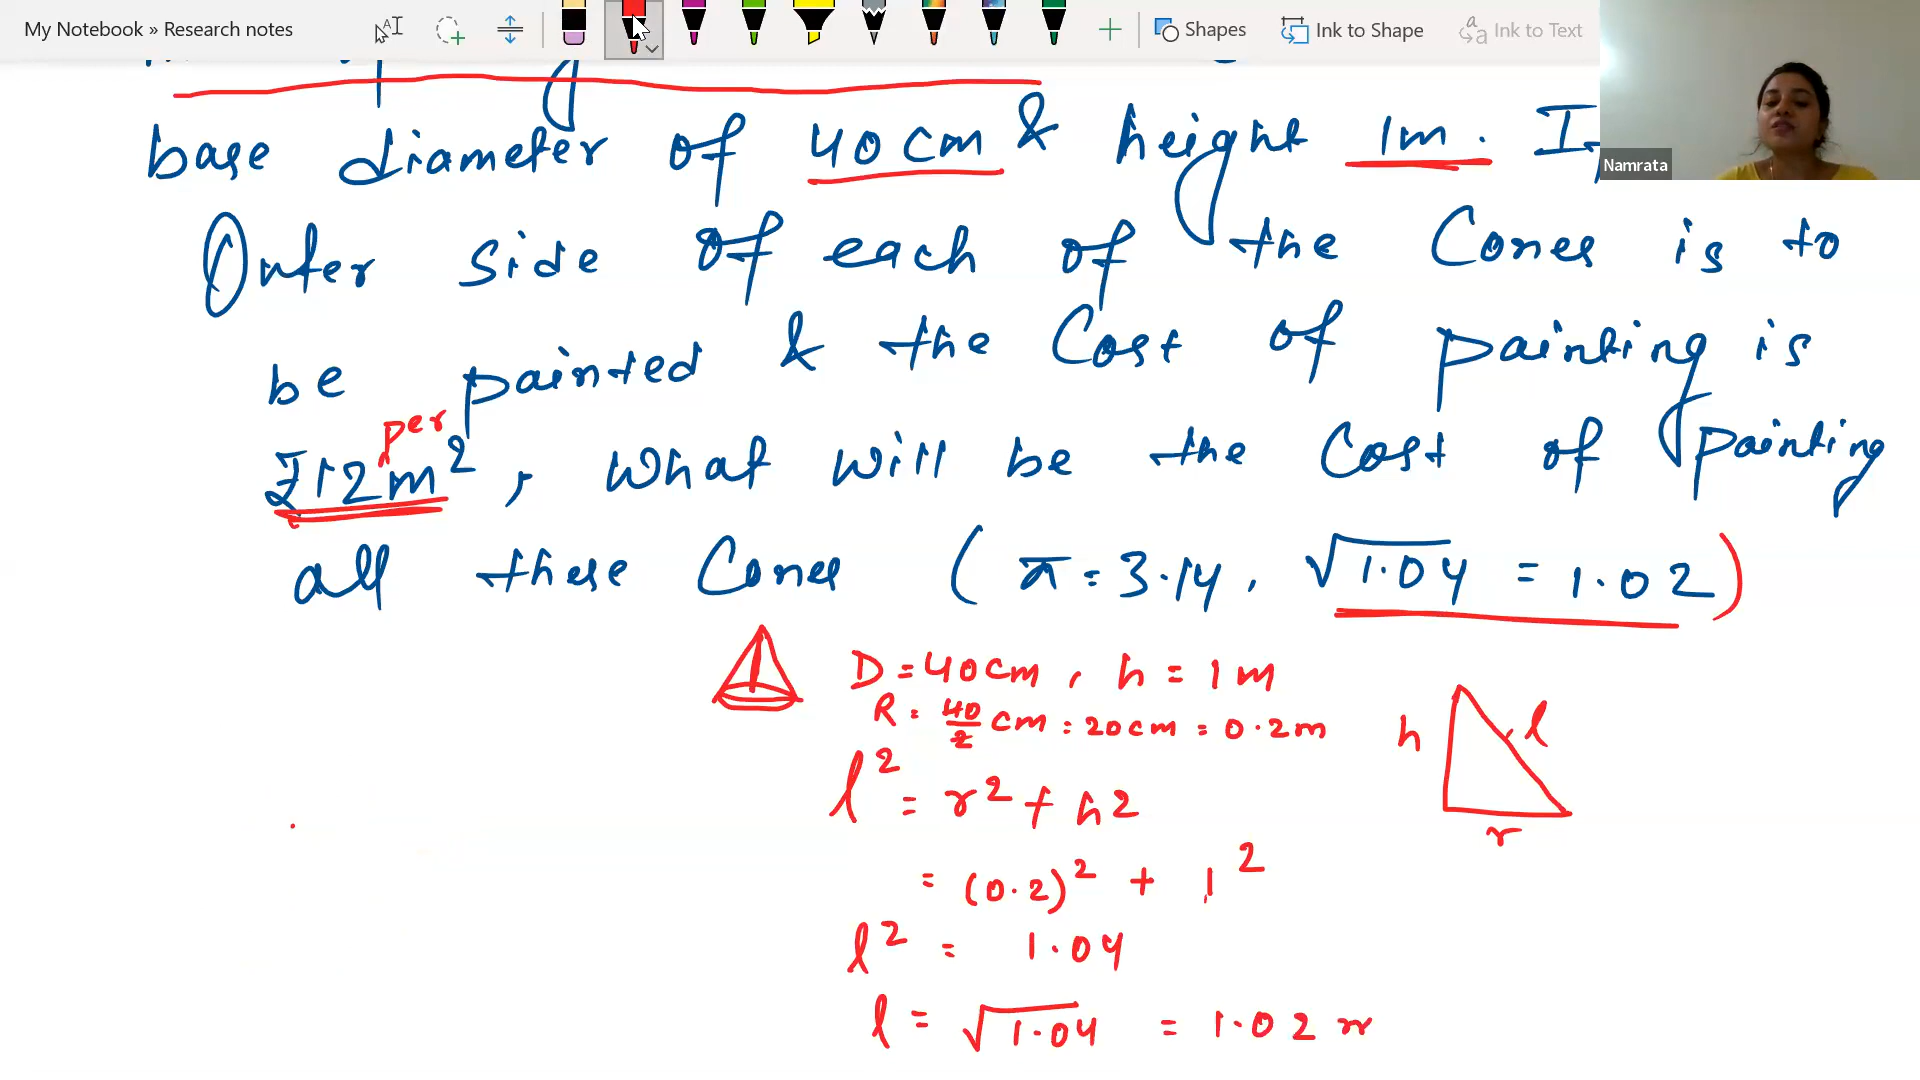 My Notebook » Research notes
Shapes
Ink to Shape
Ink to Text
Namrata
base diameter of 40 cm & height 1m. I
Outer side of each of the Cones is to
be painted & the Cost of painting is
per
₹12 m², What will be the Cost of painting
all these Cones (π = 3.14, √1.04 = 1.02)
D = 40cm, h = 1m
R = 40/2 cm = 20cm = 0.2m
h
l
r
l² = r² + h2
= (0.2)² + 1²
l² = 1.04
l = √1.04 = 1.02 m